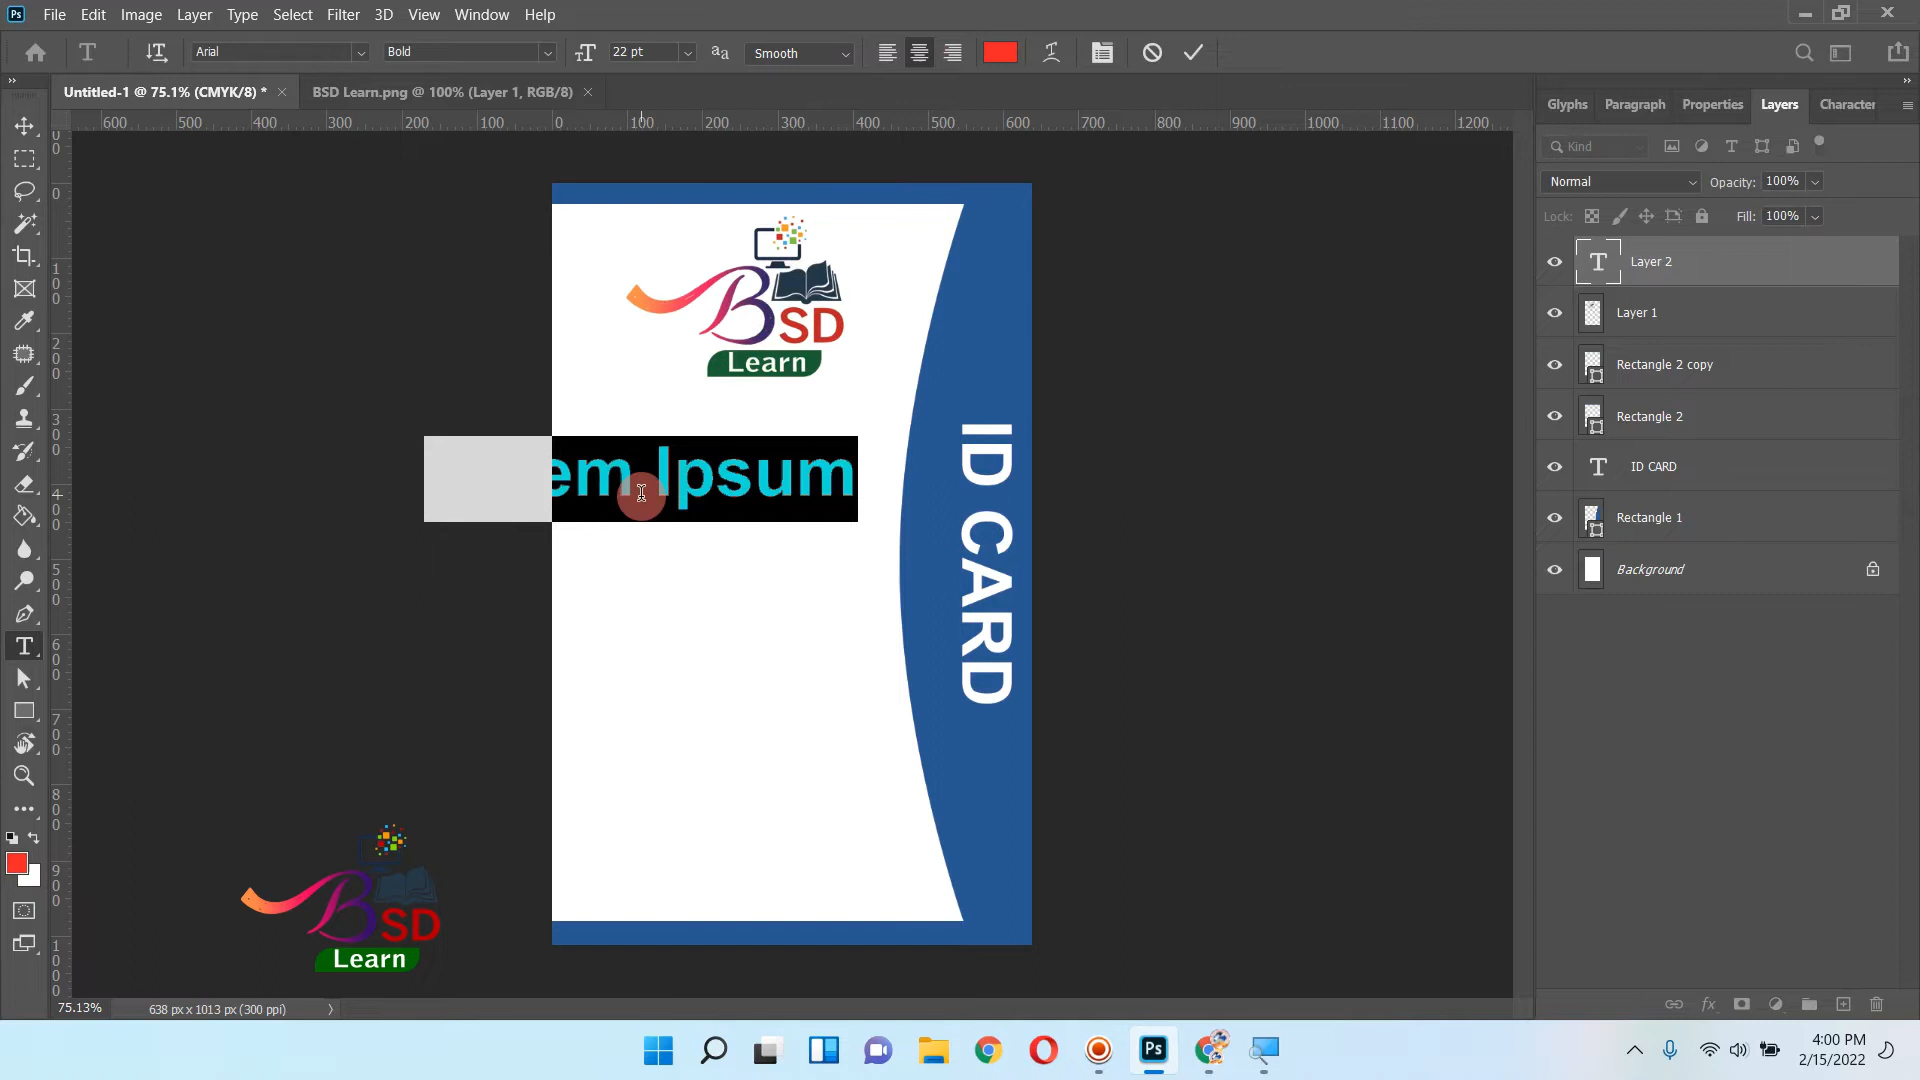 File Edit Image Layer Type Select Filter 3D View Window Help
Arial Bold 22 pt Smooth
Untitled-1 @ 75.1% (CMYK/8) * BSD Learn.png @ 100% (Layer 1, RGB/8)
Glyphs Paragraph Properties Layers Character
600 500 400 300 200 100 0 100 200 300 400 500 600 700 800 900 1000 1100 1200
Kind
Normal Opacity: 100%
Lock: Fill: 100%
Layer 2
Layer 1
Rectangle 2 copy
Rectangle 2
ID CARD
Rectangle 1
Background
BSD
Learn
em Ipsum
ID CARD
BSD
Learn
75.13% 638 px x 1013 px (300 ppi)
4:00 PM
2/15/2022